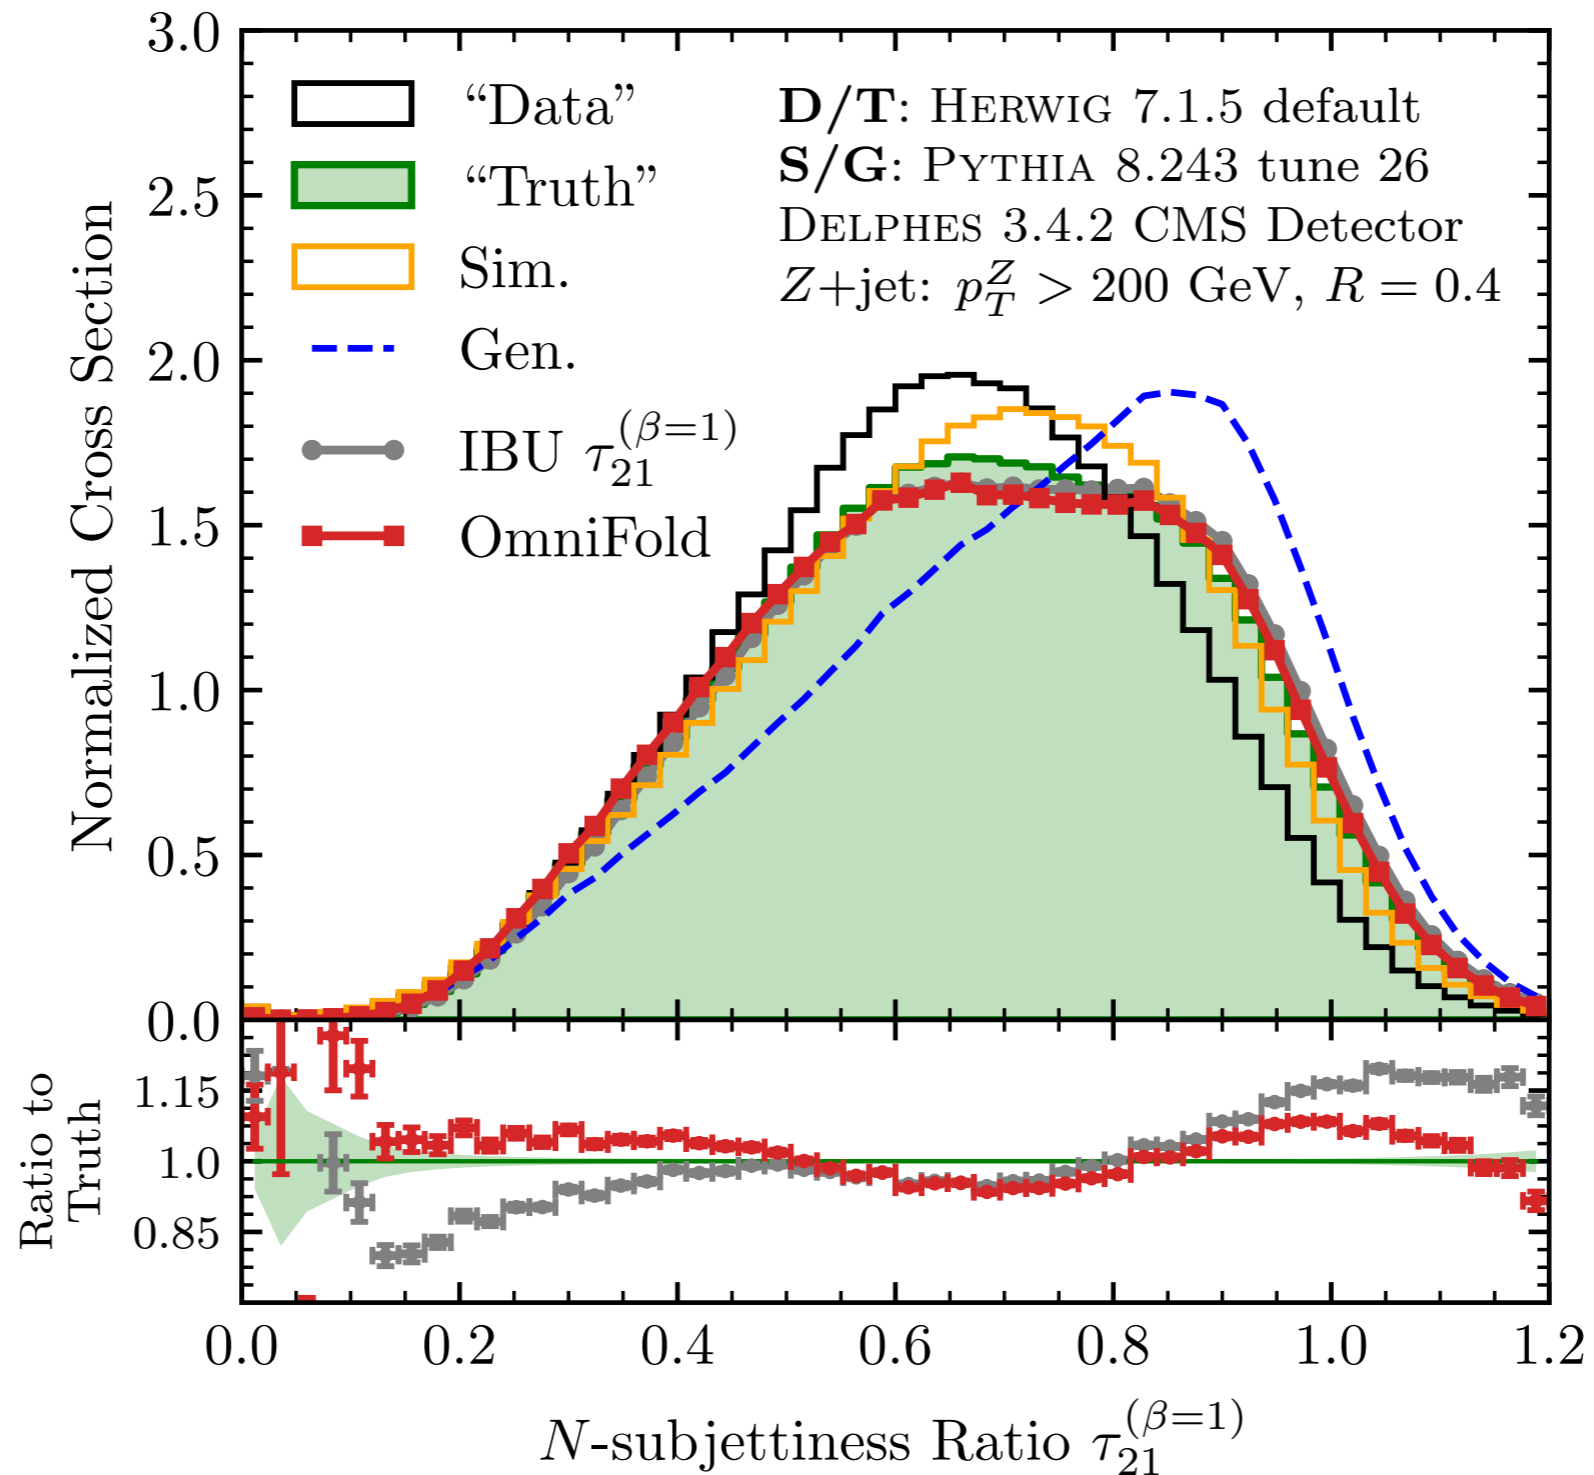 3.0
2.5
2.0
1.5
1.0
0.5
0.0
Normalized Cross Section
“Data”
“Truth”
Sim.
Gen.
IBU τ₂₁^(β=1)
OmniFold
D/T: HERWIG 7.1.5 default
S/G: PYTHIA 8.243 tune 26
DELPHES 3.4.2 CMS Detector
Z+jet: p_T^Z > 200 GeV, R = 0.4
Ratio to
Truth
1.15
1.0
0.85
0.0 0.2 0.4 0.6 0.8 1.0 1.2
N-subjettiness Ratio τ₂₁^(β=1)